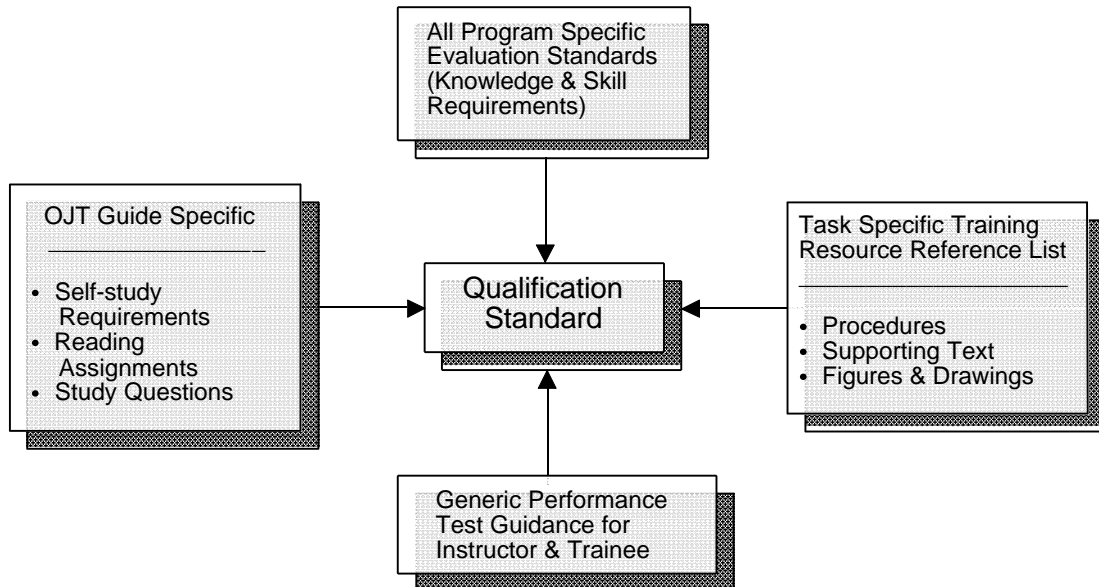 All Program Specific
Evaluation Standards
(Knowledge & Skill
Requirements)
OJT Guide Specific
• Self-study
Requirements
• Reading
Assignments
• Study Questions
Qualification
Standard
Task Specific Training
Resource Reference List
• Procedures
• Supporting Text
• Figures & Drawings
Generic Performance
Test Guidance for
Instructor & Trainee